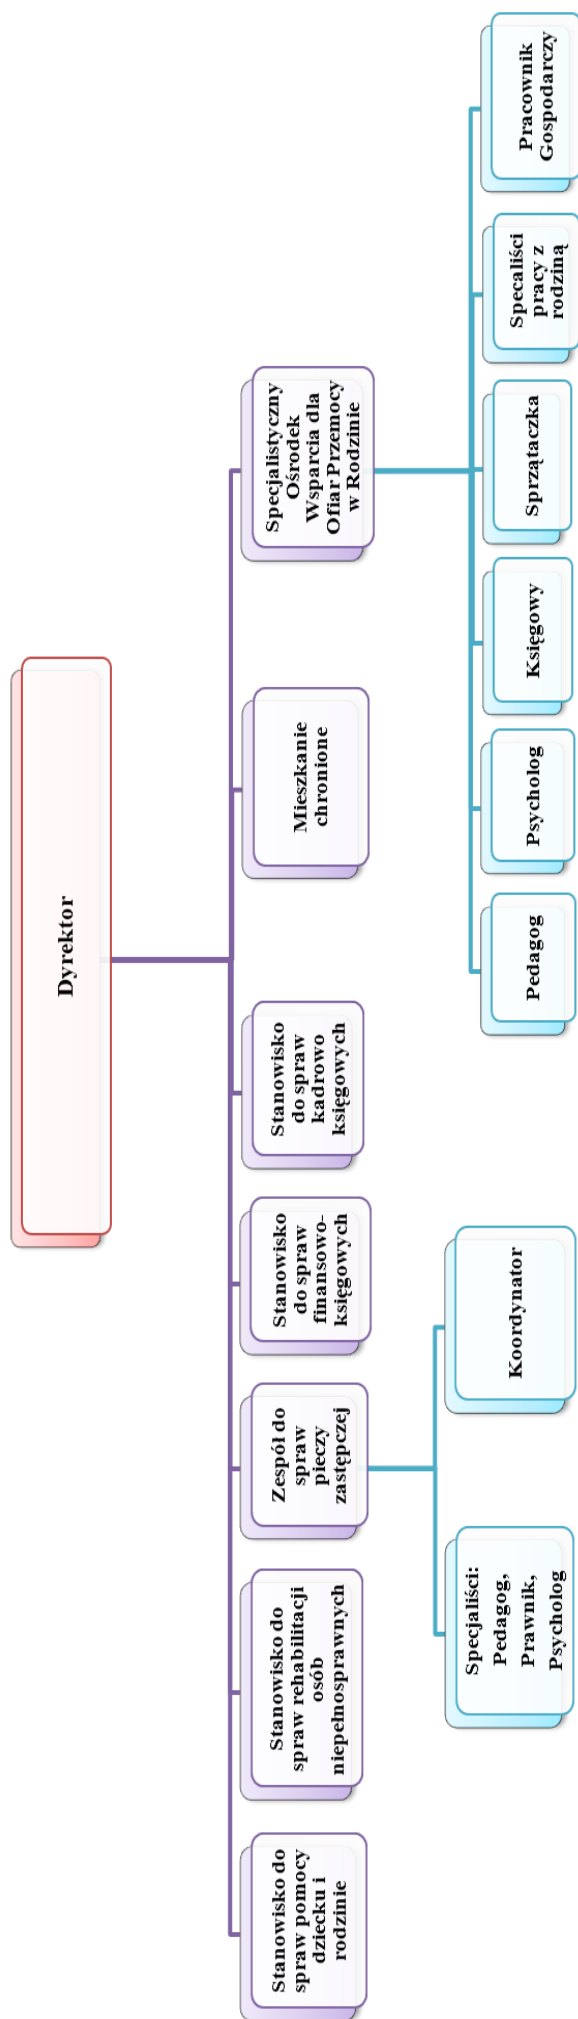 Dyrektor
Stanowisko do
spraw pomocy
dziecku i
rodzinie
Stanowisko do
spraw rehabilitacji
osób
niepełnosprawnych
Zespół do
spraw
pieczy
zastępczej
Stanowisko
do spraw
finansowo-
księgowych
Stanowisko
do spraw
kadrowo
księgowych
Mieszkanie
chronione
Specjalistyczny
Ośrodek
Wsparcia dla
Ofiar Przemocy
w Rodzinie
Specjaliści:
Pedagog,
Prawnik,
Psycholog
Koordynator
Pedagog
Psycholog
Księgowy
Sprzątaczka
Specaliści
pracy z
rodziną
Pracownik
Gospodarczy